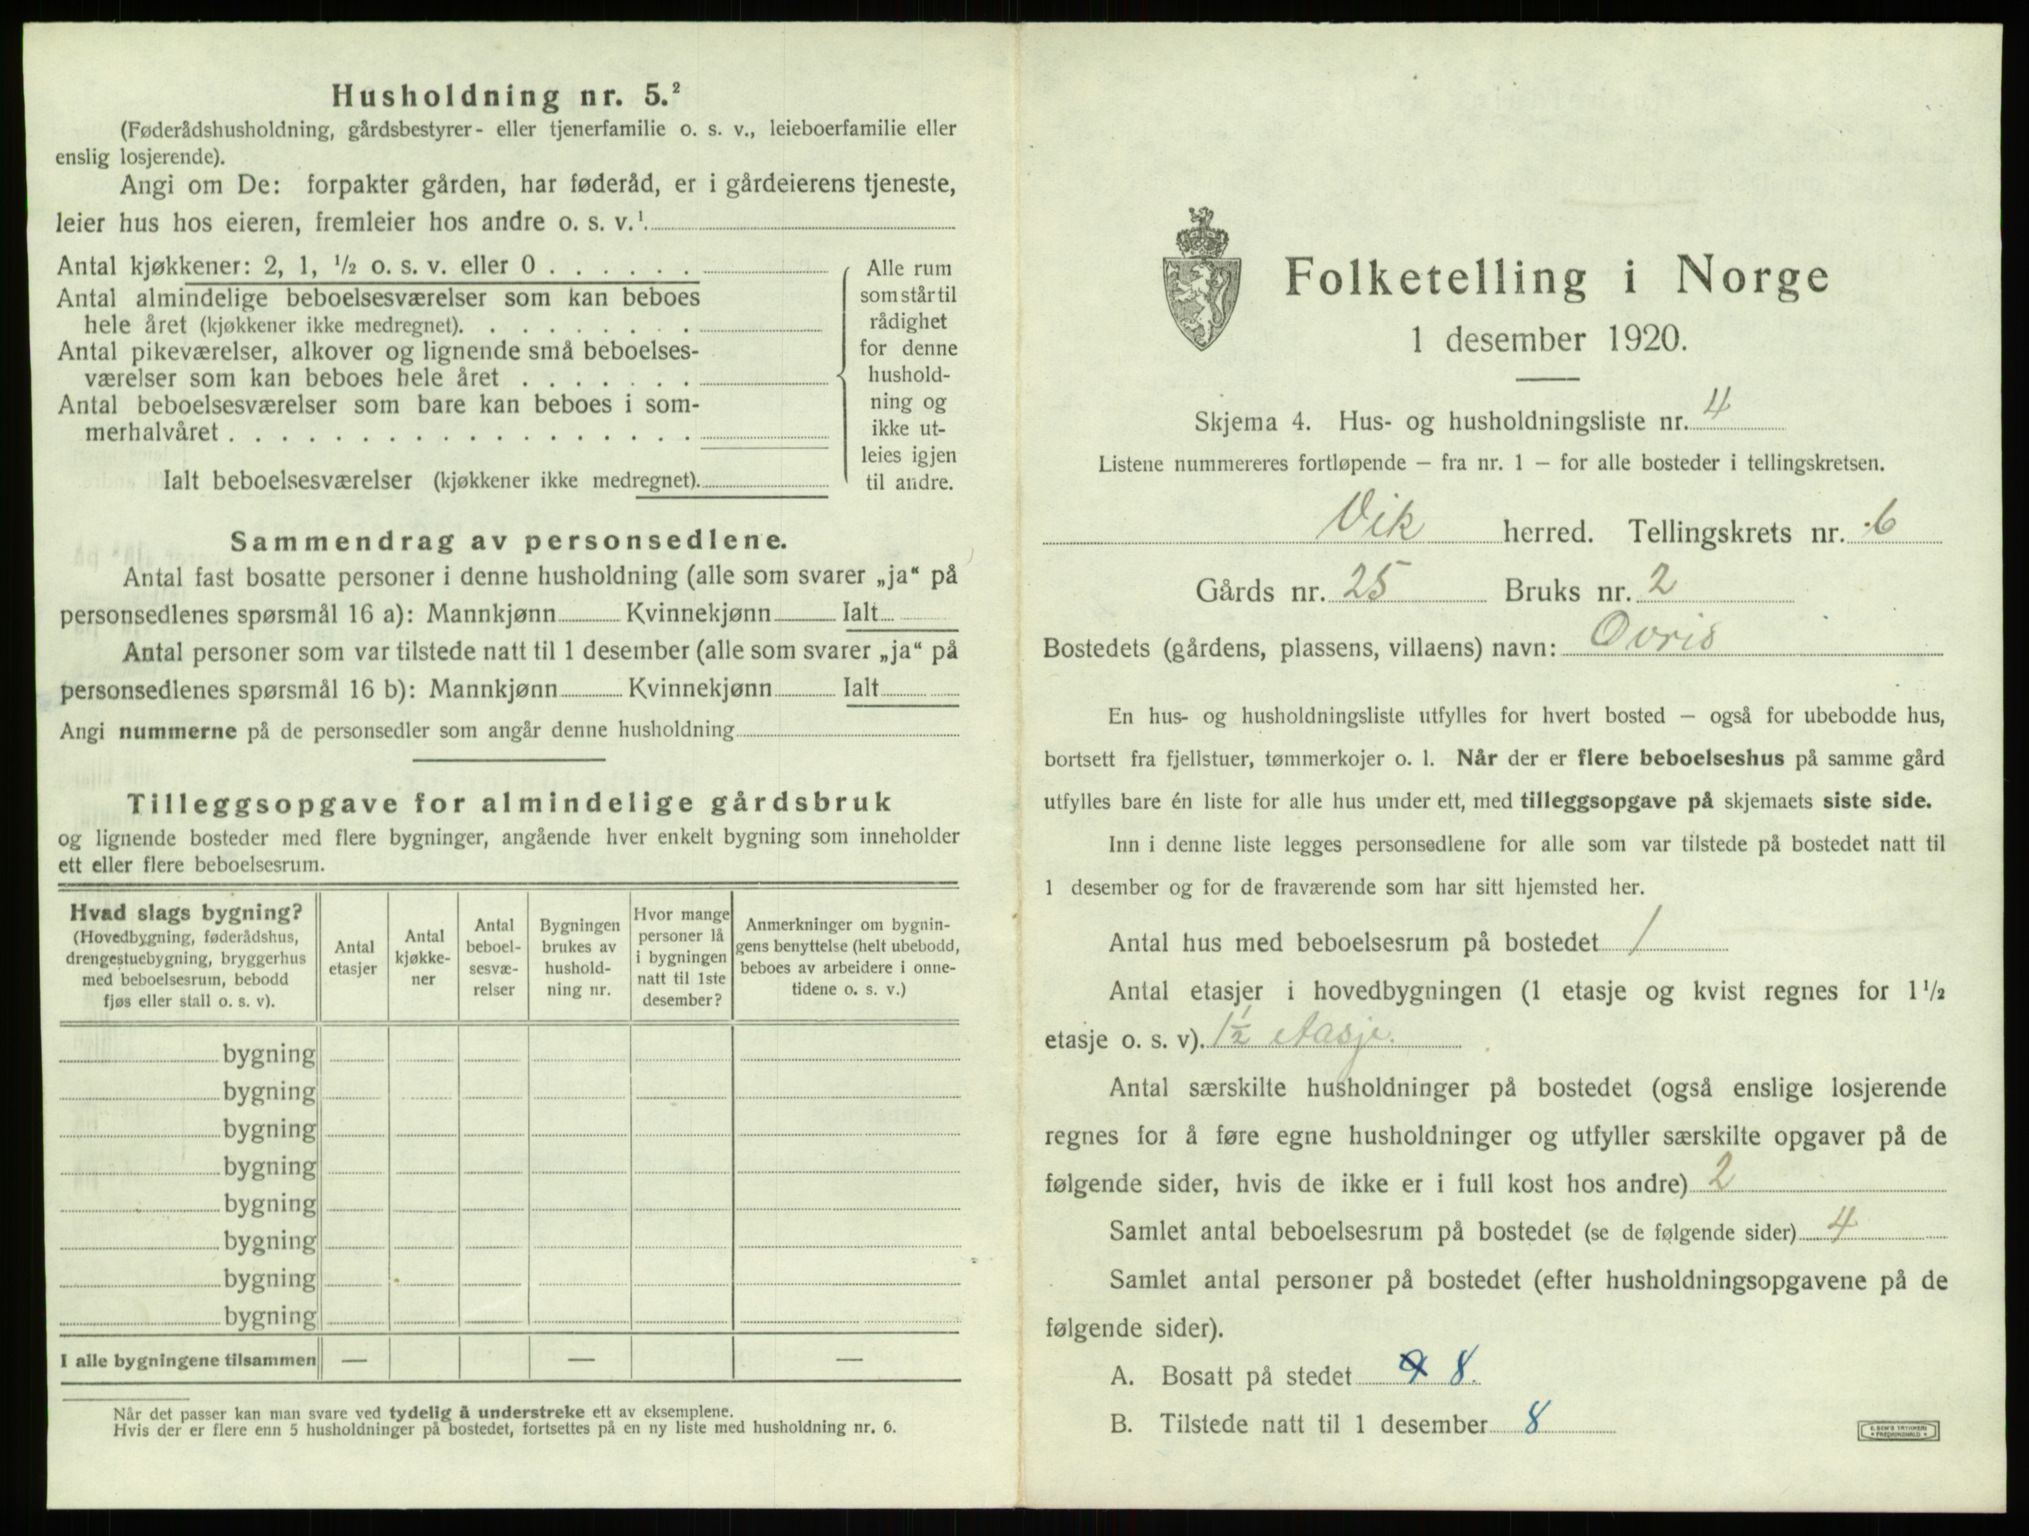 Husholdning nr. 5.²
(Føderådshusholdning, gårdsbestyrer- eller tjenerfamilie o. s. v., leieboerfamilie eller
enslig losjerende).
Angi om De: forpakter gården, har føderåd, er i gårdeierens tjeneste,
leier hus hos eieren, fremleier hos andre o. s. v.¹
Antal kjøkkener: 2, 1, ½ o. s. v. eller 0 . . . . . .
Antal almindelige beboelsesværelser som kan beboes
hele året (kjøkkener ikke medregnet). . . . . . . . .
Antal pikeværelser, alkover og lignende små beboelses-
værelser som kan beboes hele året . . . . . . .
Antal beboelsesværelser som bare kan beboes i som-
merhalvåret . . . . . . . . . . . . . . . . . .
Ialt beboelsesværelser (kjøkkener ikke medregnet).
Alle rum
som står til
rådighet
for denne
hushold-
ning og
ikke ut-
leies igjen
til andre.
Sammendrag av personsedlene.
Antal fast bosatte personer i denne husholdning (alle som svarer „ja“ på
personsedlenes spørsmål 16 a): Mannkjønn Kvinnekjønn Ialt
Antal personer som var tilstede natt til 1 desember (alle som svarer „ja“ på
personsedlenes spørsmål 16 b): Mannkjønn Kvinnekjønn Ialt
Angi nummerne på de personsedler som angår denne husholdning
Tilleggsopgave for almindelige gårdsbruk
og lignende bosteder med flere bygninger, angående hver enkelt bygning som inneholder
ett eller flere beboelsesrum.
Hvad slags bygning?
(Hovedbygning, føderådshus,
drengestuebygning, bryggerhus
med beboelsesrum, bebodd
fjøs eller stall o. s. v).
Antal
etasjer
Antal
kjøkke-
ner
Antal
beboel-
sesvæ-
relser
Bygningen
brukes av
hushold-
ning nr.
Hvor mange
personer lå
i bygningen
natt til 1ste
desember?
Anmerkninger om bygnin-
gens benyttelse (helt ubebodd,
beboes av arbeidere i onne-
tidene o. s. v.)
bygning
bygning
bygning
bygning
bygning
bygning
bygning
bygning
I alle bygningene tilsammen — — —
Når det passer kan man svare ved tydelig å understreke ett av eksemplene.
Hvis der er flere enn 5 husholdninger på bostedet, fortsettes på en ny liste med husholdning nr. 6.
Folketelling i Norge
1 desember 1920.
Skjema 4. Hus- og husholdningsliste nr. 4
Listene nummereres fortløpende – fra nr. 1 – for alle bosteder i tellingskretsen.
Vik herred. Tellingskrets nr. 6
Gårds nr. 25 Bruks nr. 2
Bostedets (gårdens, plassens, villaens) navn: Ovris
En hus- og husholdningsliste utfylles for hvert bosted – også for ubebodde hus,
bortsett fra fjellstuer, tømmerkojer o. l. Når der er flere beboelseshus på samme gård
utfylles bare én liste for alle hus under ett, med tilleggsopgave på skjemaets siste side.
Inn i denne liste legges personsedlene for alle som var tilstede på bostedet natt til
1 desember og for de fraværende som har sitt hjemsted her.
Antal hus med beboelsesrum på bostedet 1
Antal etasjer i hovedbygningen (1 etasje og kvist regnes for 1½
etasje o. s. v). 1½ etasje.
Antal særskilte husholdninger på bostedet (også enslige losjerende
regnes for å føre egne husholdninger og utfyller særskilte opgaver på de
følgende sider, hvis de ikke er i full kost hos andre) 2
Samlet antal beboelsesrum på bostedet (se de følgende sider) 4
Samlet antal personer på bostedet (efter husholdningsopgavene på de
følgende sider).
A. Bosatt på stedet 8.
B. Tilstede natt til 1 desember 8